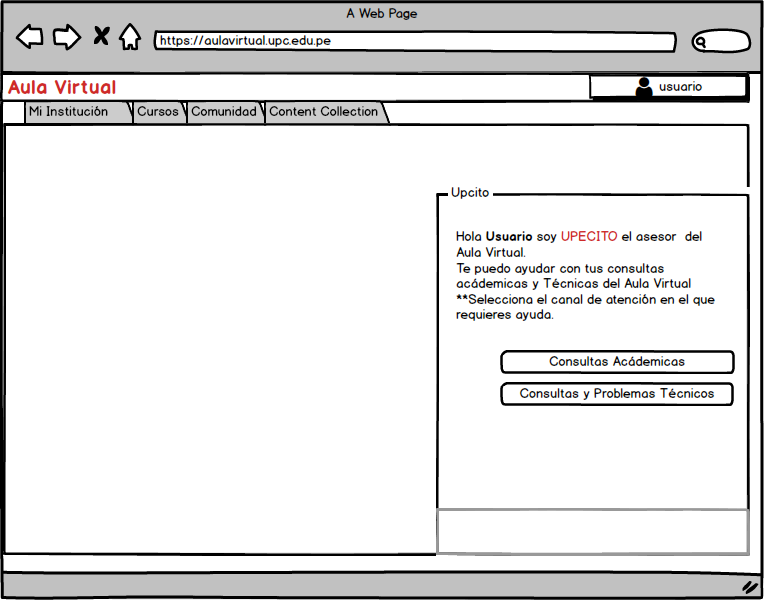 A Web Page
https://aulavirtual.upc.edu.pe
Aula Virtual
usuario
Mi Institución
Cursos
Comunidad
Content Collection
Upcito
Hola Usuario soy UPECITO el asesor del
Aula Virtual.
Te puedo ayudar con tus consultas
acádemicas y Técnicas del Aula Virtual
**Selecciona el canal de atención en el que
requieres ayuda.
Consultas Acádemicas
Consultas y Problemas Técnicos